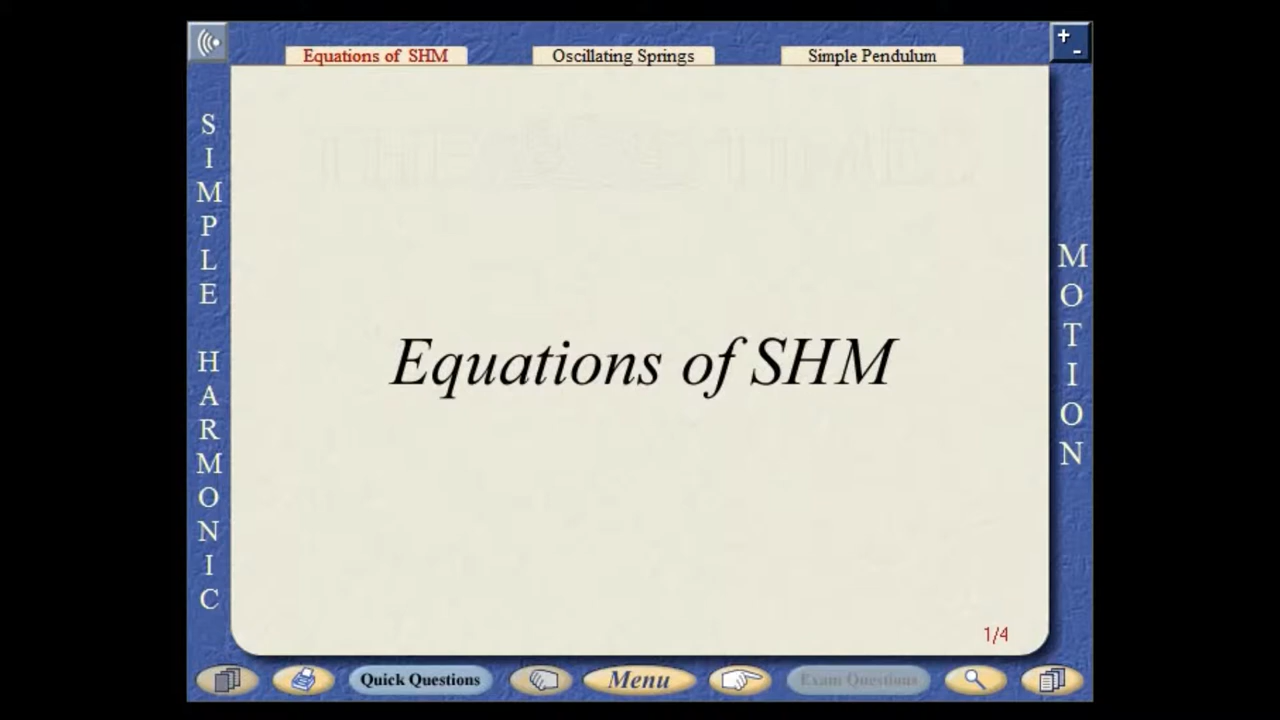 Equations of SHM
Oscillating Springs
Simple Pendulum
+
-
SIMPLE HARMONIC
MOTION
Equations of SHM
1/4
Quick Questions
Menu
Exam Questions